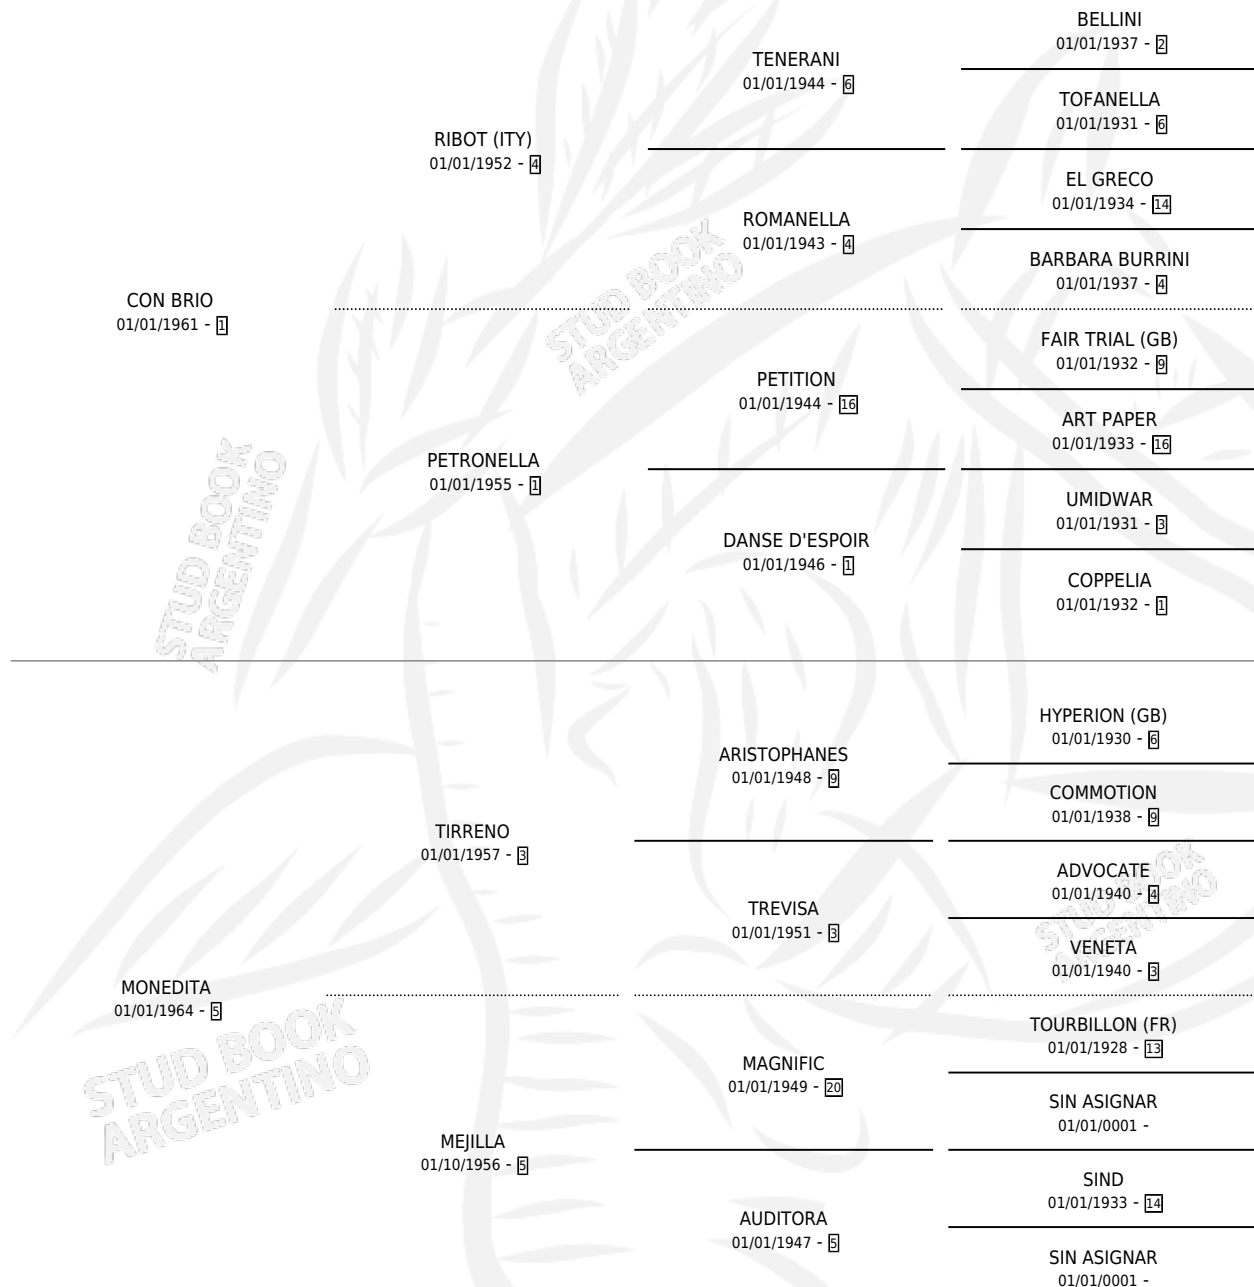 BELLINI
01/01/1937 - 2
TENERANI
01/01/1944 - 6
TOFANELLA
01/01/1931 - 6
RIBOT (ITY)
01/01/1952 - 4
EL GRECO
01/01/1934 - 14
ROMANELLA
01/01/1943 - 4
BARBARA BURRINI
01/01/1937 - 4
CON BRIO
01/01/1961 - 1
FAIR TRIAL (GB)
01/01/1932 - 9
PETITION
01/01/1944 - 16
ART PAPER
01/01/1933 - 16
PETRONELLA
01/01/1955 - 1
UMIDWAR
01/01/1931 - 3
DANSE D'ESPOIR
01/01/1946 - 1
COPPELIA
01/01/1932 - 1
HYPERION (GB)
01/01/1930 - 6
ARISTOPHANES
01/01/1948 - 9
COMMOTION
01/01/1938 - 9
TIRRENO
01/01/1957 - 3
ADVOCATE
01/01/1940 - 4
TREVISA
01/01/1951 - 3
VENETA
01/01/1940 - 3
MONEDITA
01/01/1964 - 5
TOURBILLON (FR)
01/01/1928 - 13
MAGNIFIC
01/01/1949 - 20
SIN ASIGNAR
01/01/0001 -
MEJILLA
01/10/1956 - 5
SIND
01/01/1933 - 14
AUDITORA
01/01/1947 - 5
SIN ASIGNAR
01/01/0001 -
STUD BOOK
ARGENTINO
STUD BOOK
ARGENTINO
STUD BOOK
ARGENTINO
STUD BOOK
ARGENTINO